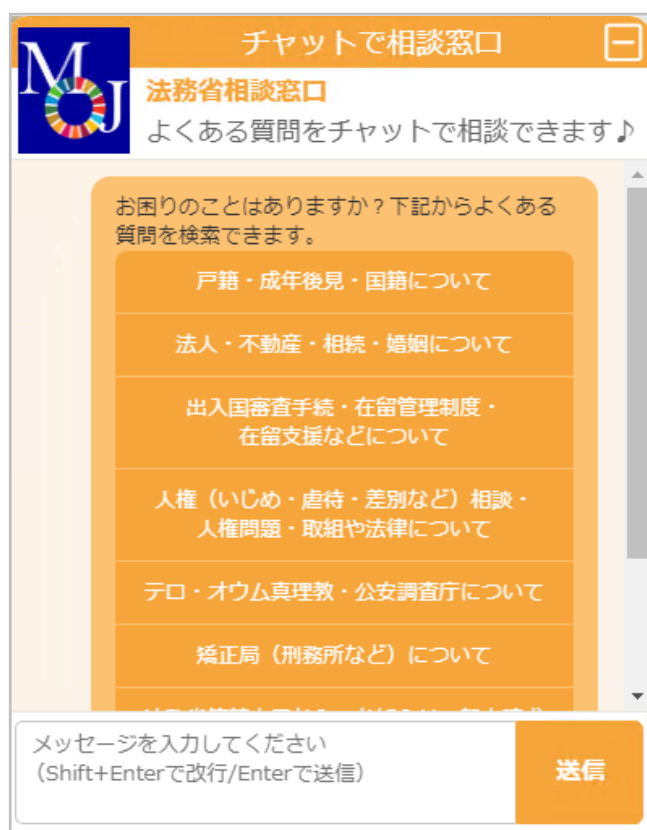 チャットで相談窓口
MOJ
法務省相談窓口
よくある質問をチャットで相談できます♪
お困りのことはありますか？下記からよくある
質問を検索できます。
戸籍・成年後見・国籍について
法人・不動産・相続・婚姻について
出入国審査手続・在留管理制度・
在留支援などについて
人権（いじめ・虐待・差別など）相談・
人権問題・取組や法律について
テロ・オウム真理教・公安調査庁について
矯正局（刑務所など）について
メッセージを入力してください
（Shift+Enterで改行/Enterで送信）
送信